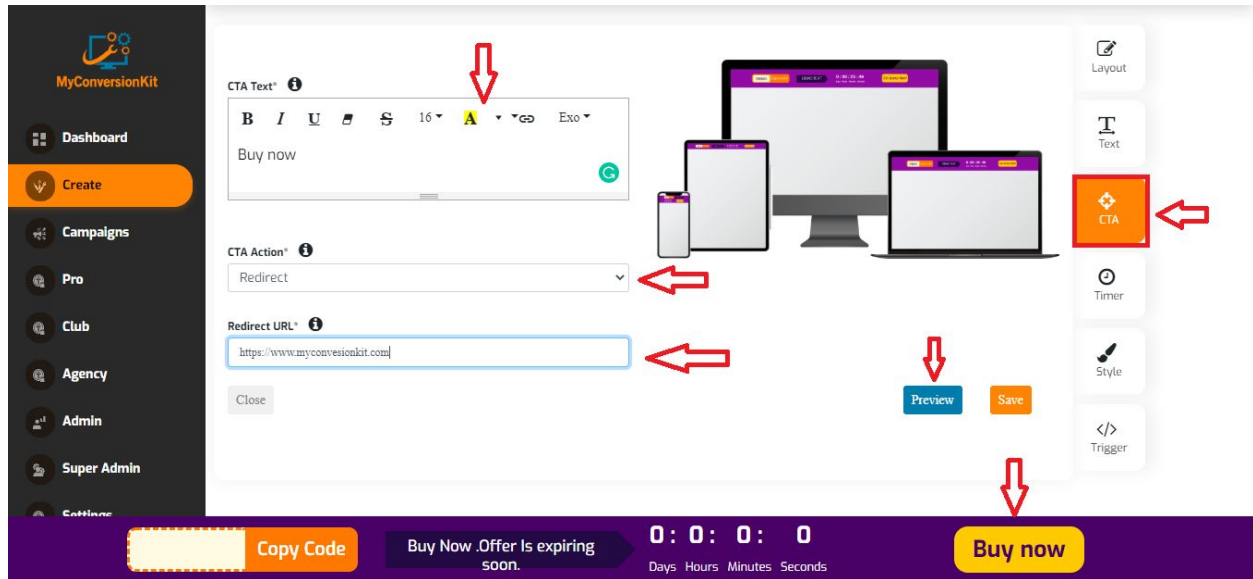 MyConversionKit
Dashboard
Create
Campaigns
Pro
Club
Agency
Admin
Super Admin
Settings
CTA Text*
B I U S 16 A Exo
Buy now
CTA Action*
Redirect
Redirect URL*
https://www.myconvesionkit.com
Close
Preview
Save
Layout
Text
CTA
Timer
Style
</>
Trigger
Copy Code
Buy Now .Offer Is expiring
soon.
0 : 0 : 0 : 0
Days Hours Minutes Seconds
Buy now